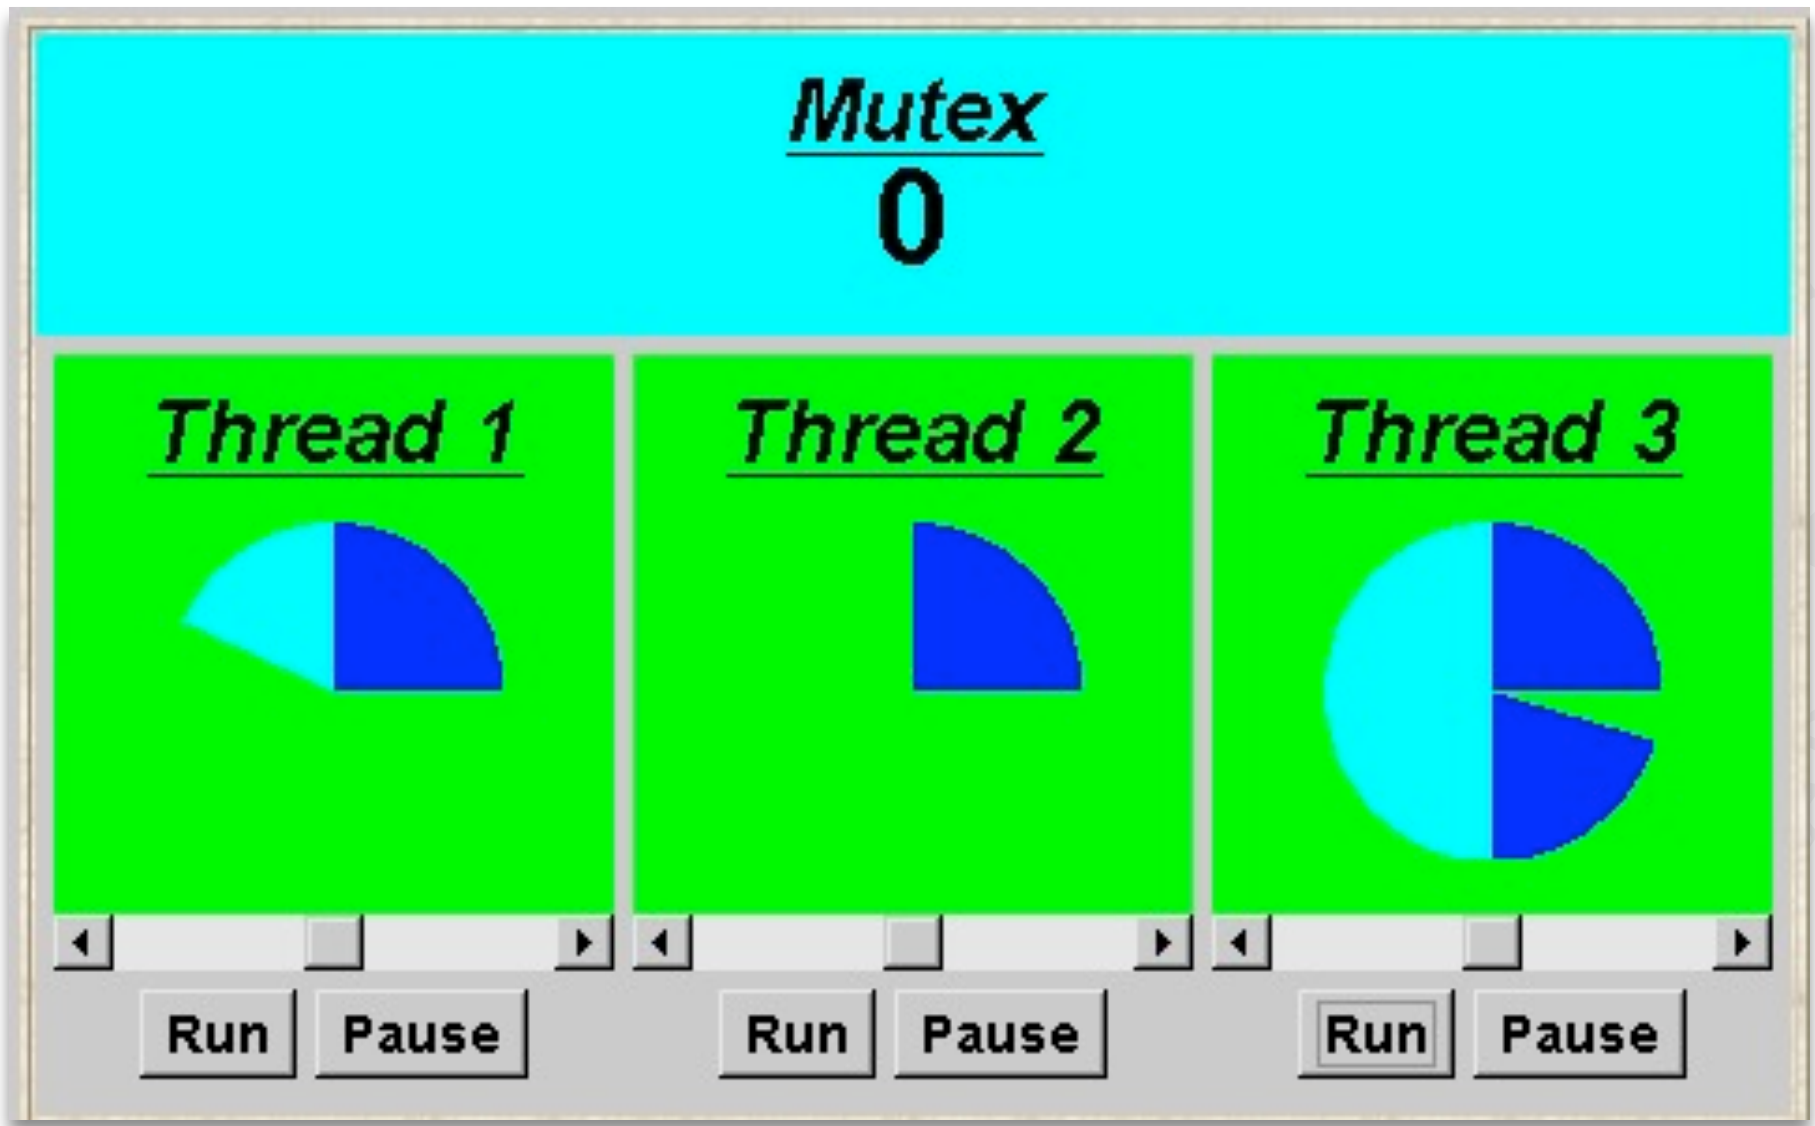 Mutex
0
Thread 1
Thread 2
Thread 3
Run
Pause
Run
Pause
Run
Pause